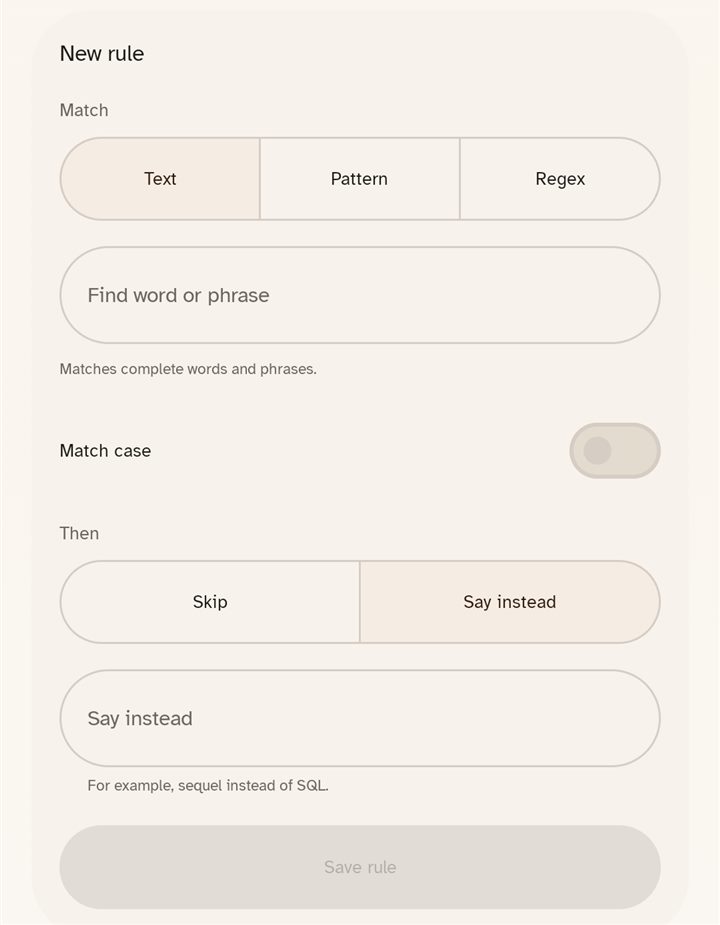 New rule
Match
Text
Pattern
Regex
Find word or phrase
Matches complete words and phrases.
Match case
Then
Skip
Say instead
Say instead
For example, sequel instead of SQL.
Save rule